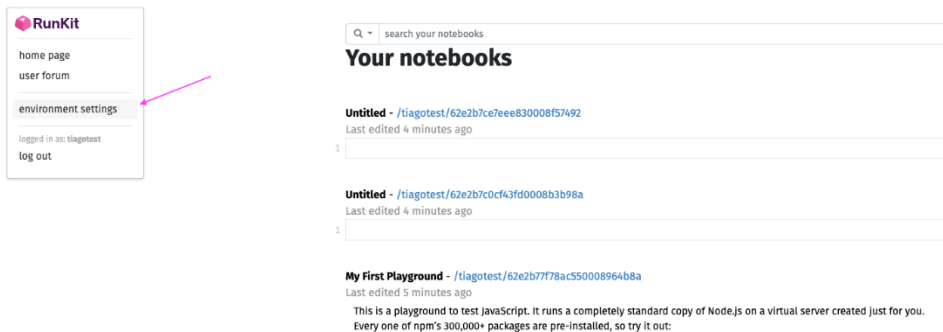 RunKit
home page
user forum
environment settings
logged in as: tiagotest
log out
search your notebooks
Your notebooks
Untitled - /tiagotest/62e2b7ce7eee830008f57492
Last edited 4 minutes ago
1
Untitled - /tiagotest/62e2b7c0cf43fd0008b3b98a
Last edited 4 minutes ago
1
My First Playground - /tiagotest/62e2b77f78ac550008964b8a
Last edited 5 minutes ago
This is a playground to test JavaScript. It runs a completely standard copy of Node.js on a virtual server created just for you.
Every one of npm's 300,000+ packages are pre-installed, so try it out: